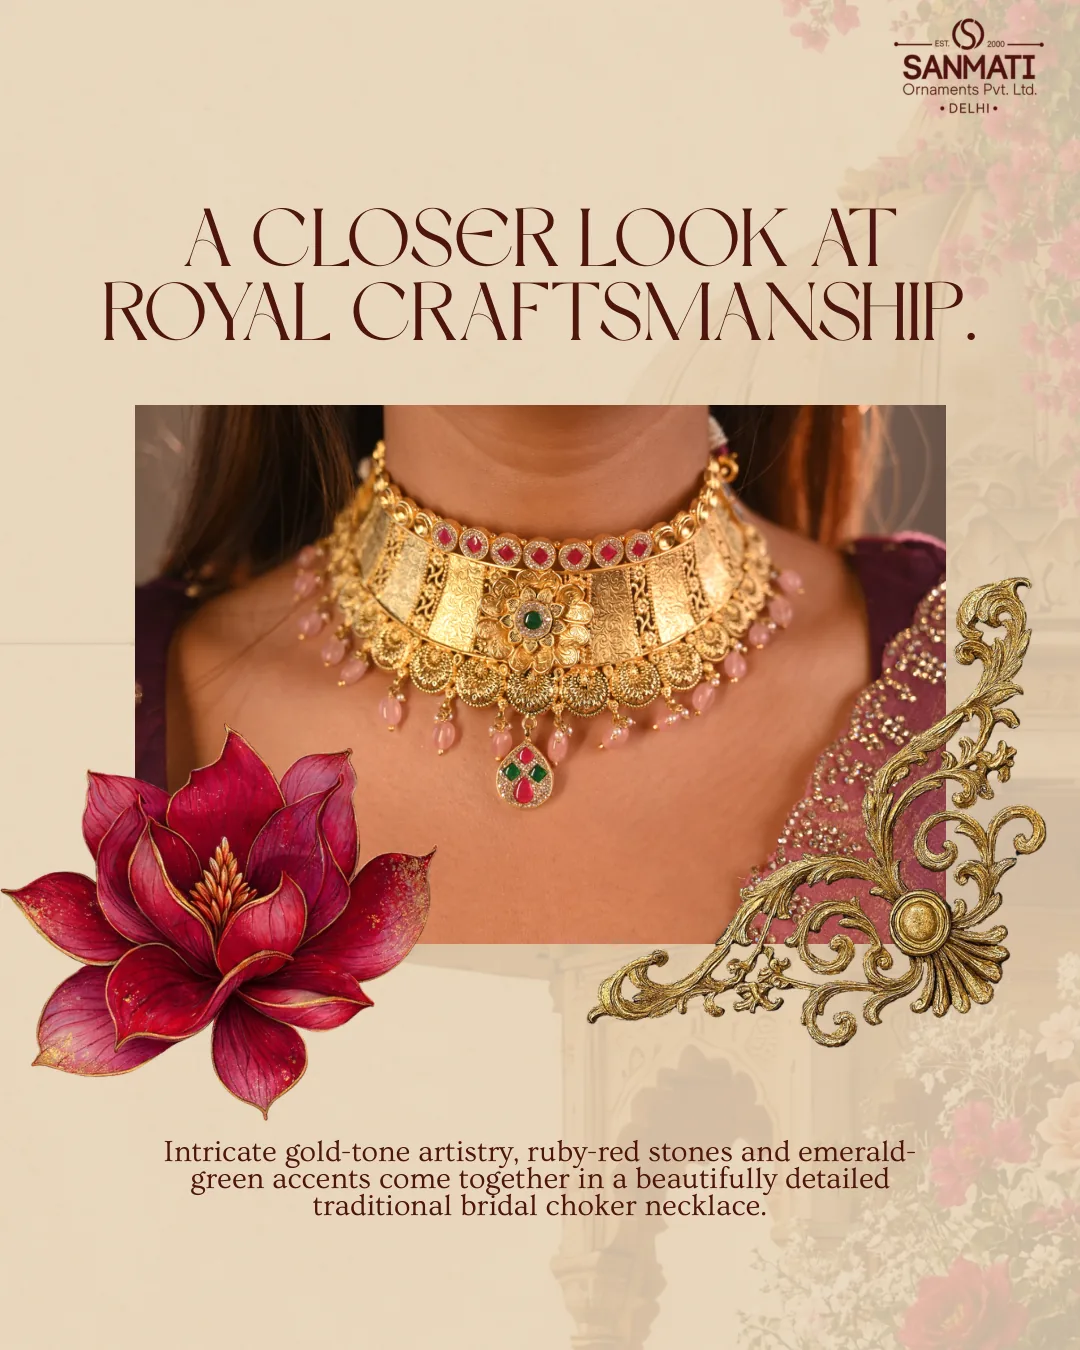 EST. 2000
SANMATI
Ornaments Pvt. Ltd.
• DELHI •
A CLOSER LOOK AT
ROYAL CRAFTSMANSHIP.
Intricate gold-tone artistry, ruby-red stones and emerald-
green accents come together in a beautifully detailed
traditional bridal choker necklace.